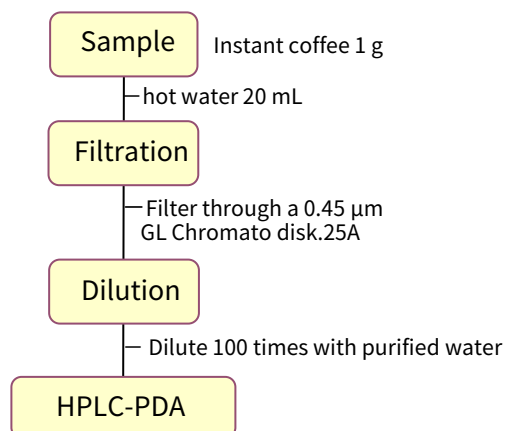 Sample
Instant coffee 1 g
hot water 20 mL
Filtration
Filter through a 0.45 μm
GL Chromato disk.25A
Dilution
Dilute 100 times with purified water
HPLC-PDA